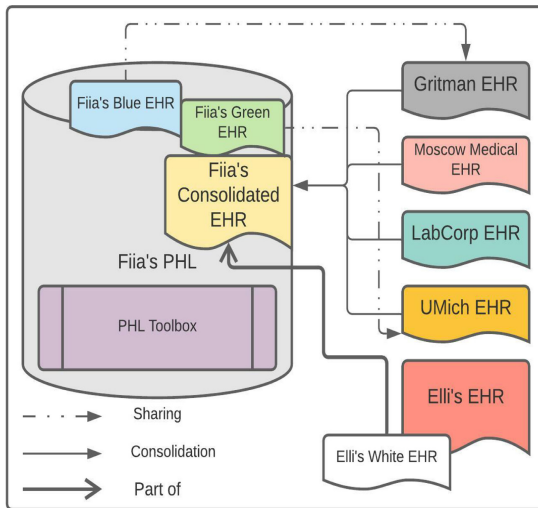 Fiia's Blue EHR
Fiia's Green
EHR
Fiia's
Consolidated
EHR
Fiia's PHL
PHL Toolbox
Gritman EHR
Moscow Medical
EHR
LabCorp EHR
UMich EHR
Elli's EHR
Elli's White EHR
Sharing
Consolidation
Part of